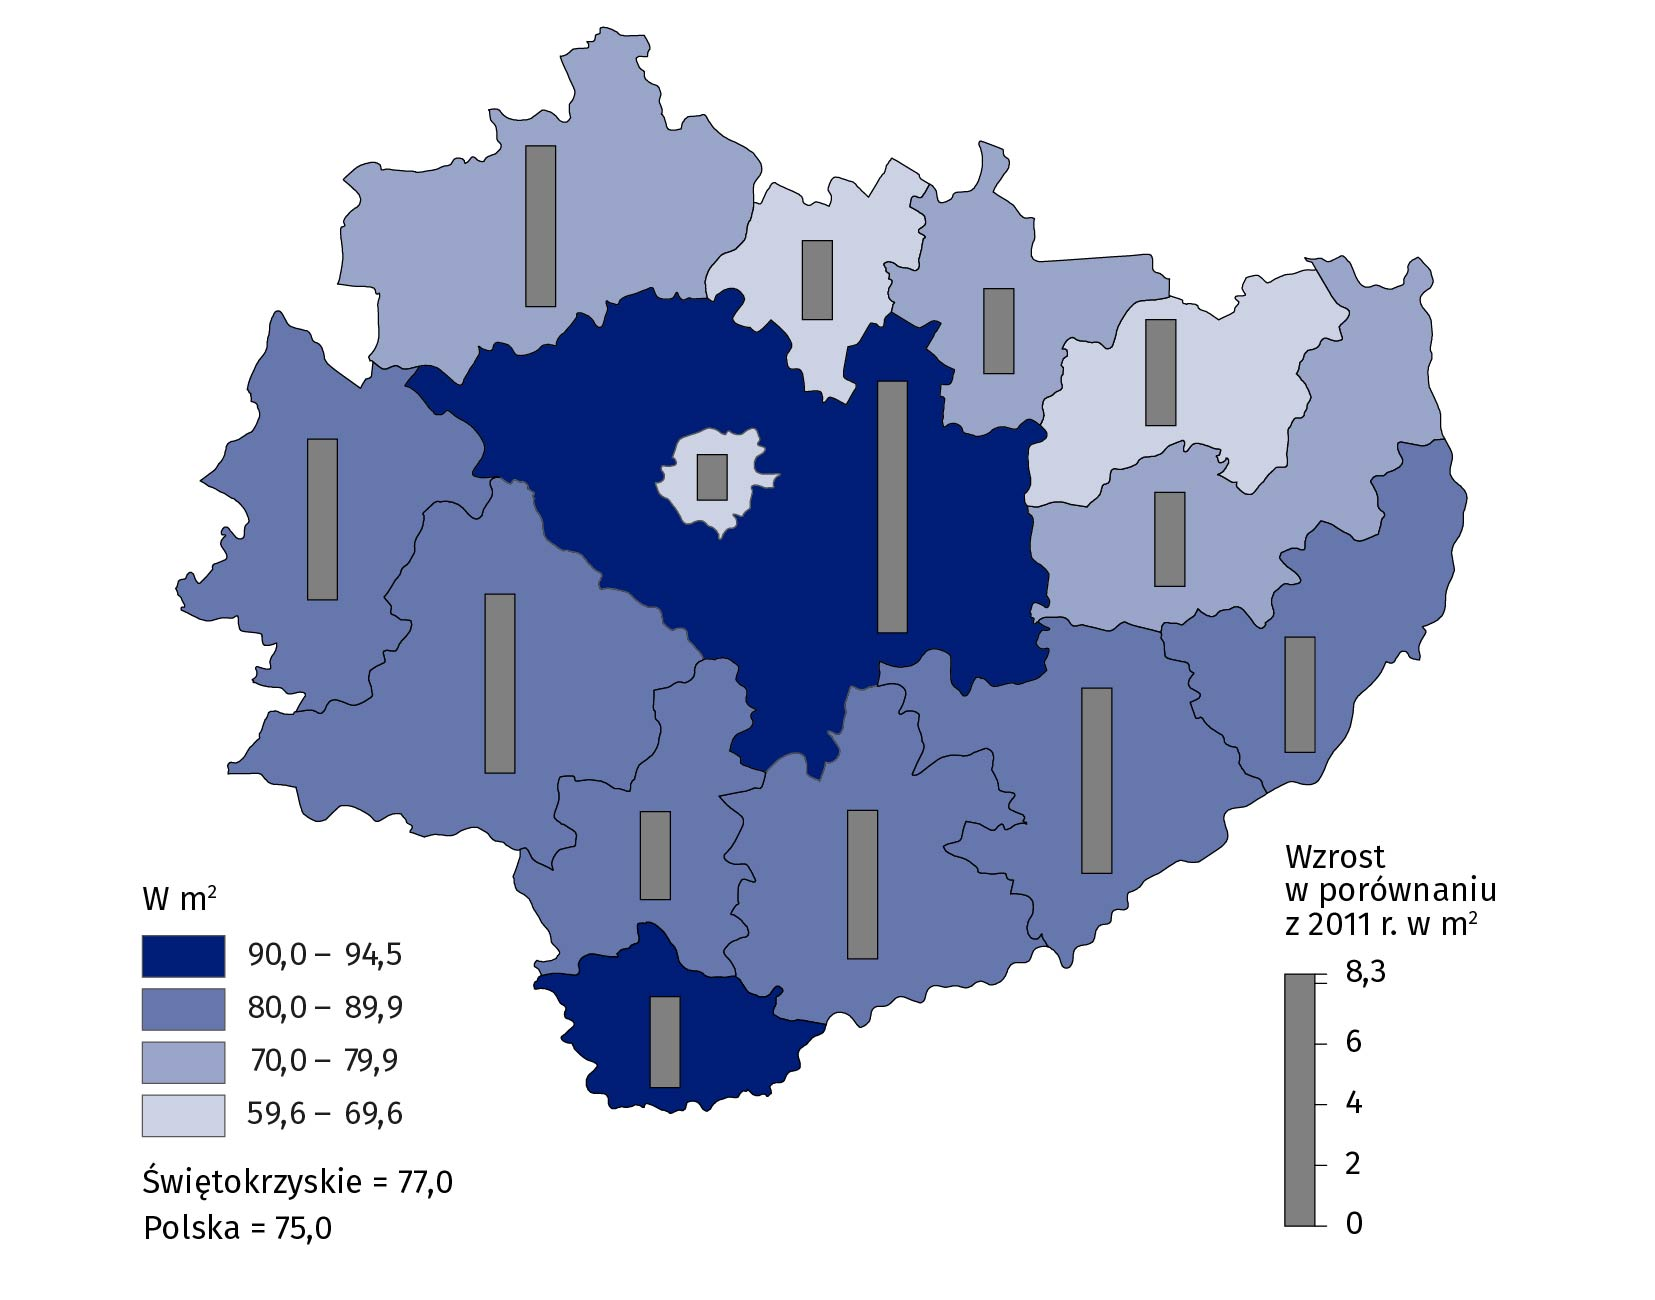 W m²
90,0 – 94,5
80,0 – 89,9
70,0 – 79,9
59,6 – 69,6
Świętokrzyskie = 77,0
Polska = 75,0
Wzrost
w porównaniu
z 2011 r. w m²
8,3
6
4
2
0